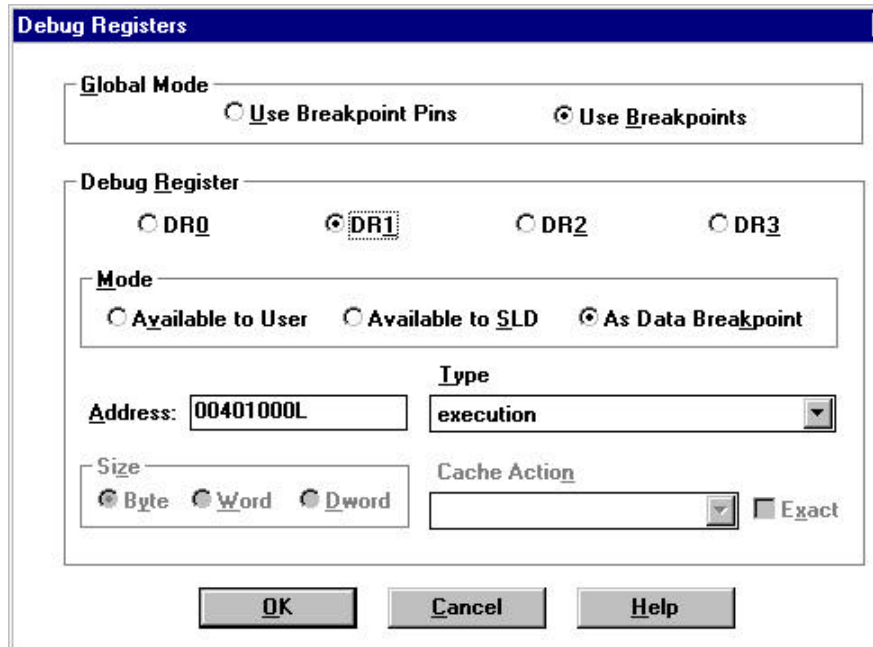 Debug Registers
Global Mode
Use Breakpoint Pins Use Breakpoints
Debug Register
DR0 DR1 DR2 DR3
Mode
Available to User Available to SLD As Data Breakpoint
Type
Address: 00401000L execution
Size Cache Action
Byte Word Dword Exact
OK Cancel Help